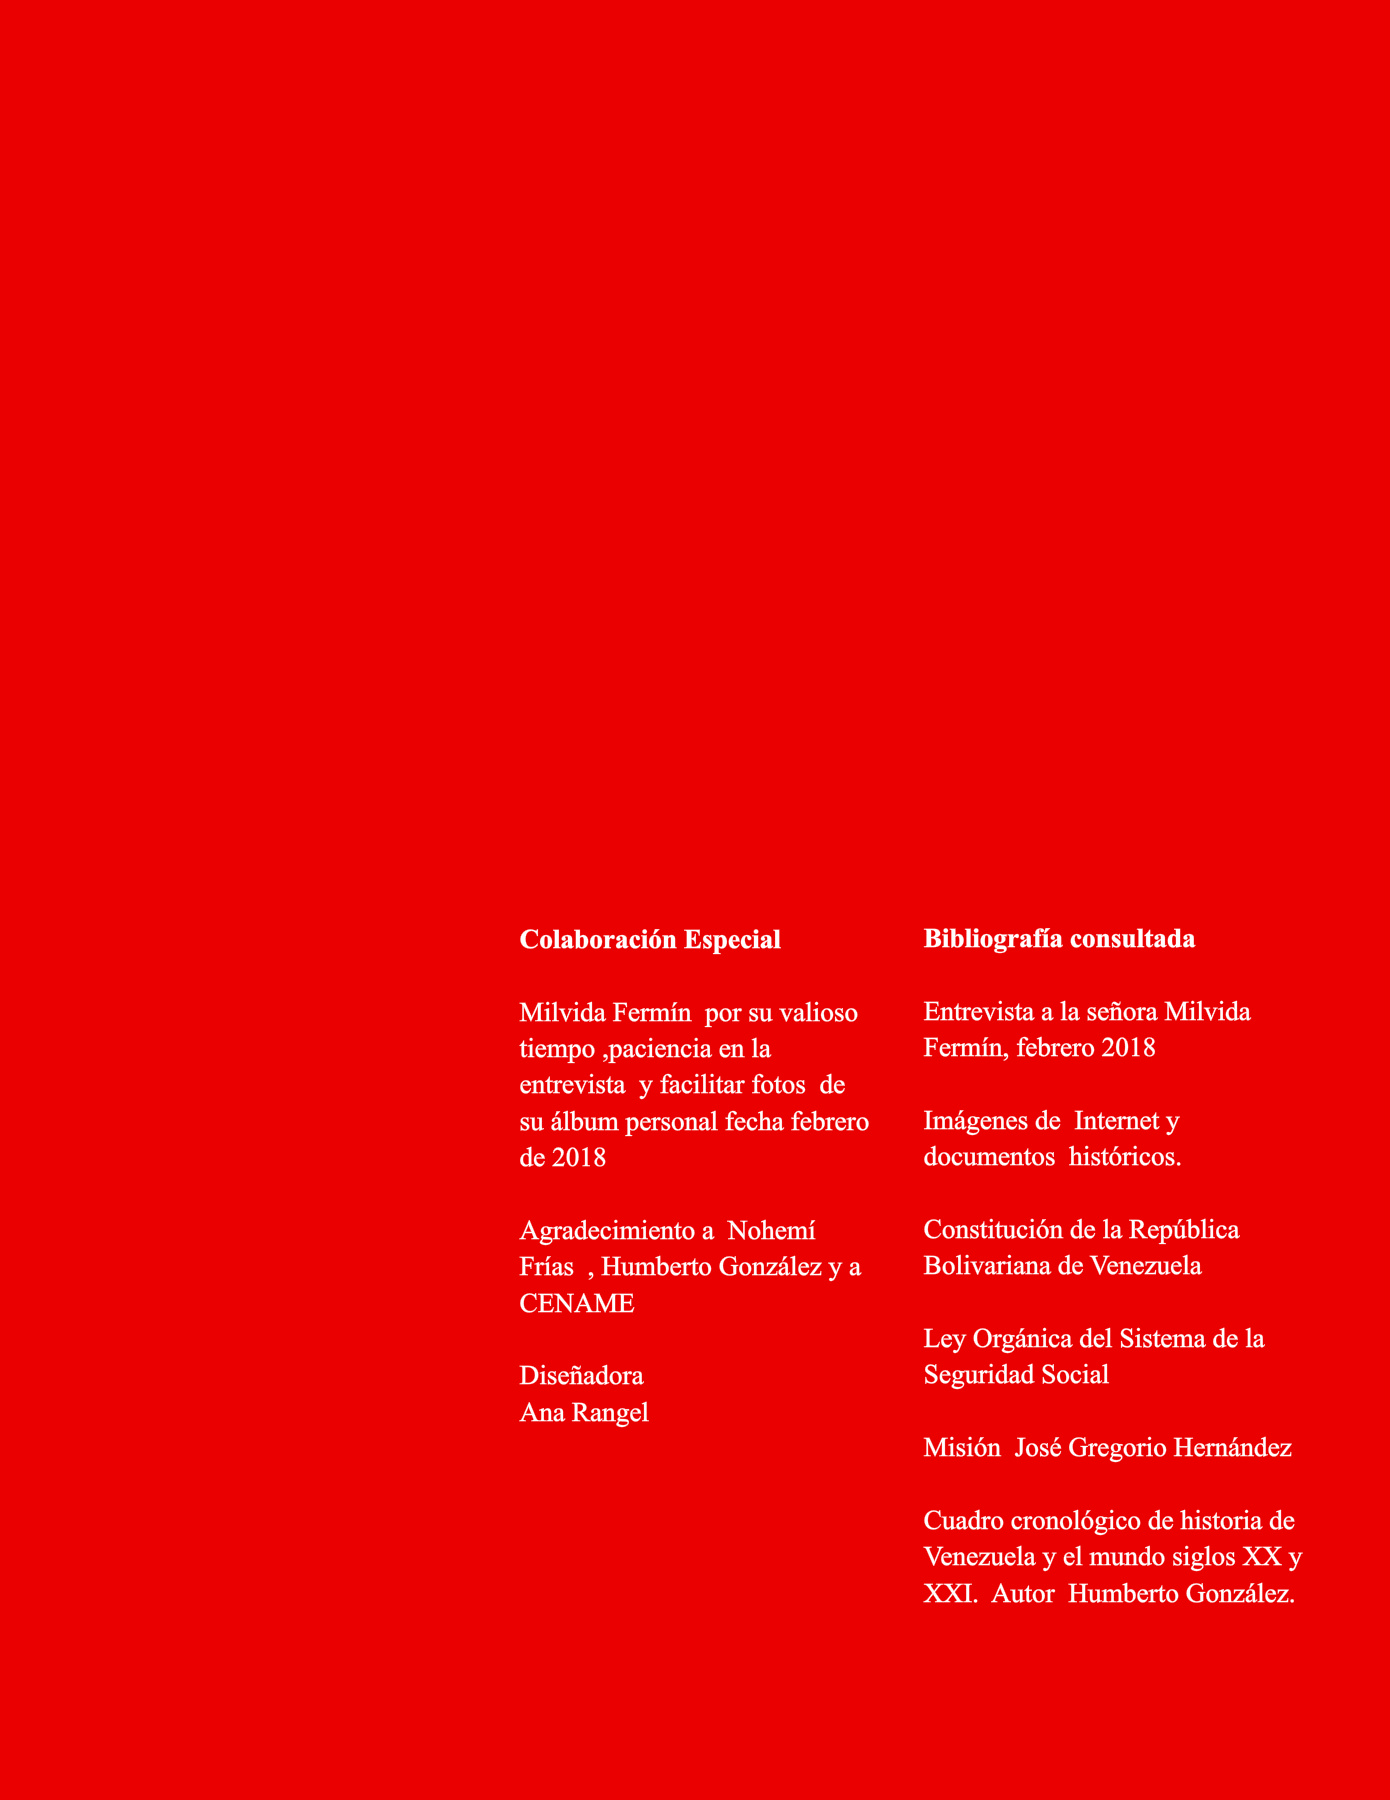 Colaboración Especial
Milvida Fermín  por su valioso
tiempo ,paciencia en la
entrevista  y facilitar fotos  de
su álbum personal fecha febrero
de 2018
Agradecimiento a  Nohemí
Frías  , Humberto González y a
CENAME
Diseñadora
Ana Rangel
Bibliografía consultada
Entrevista a la señora Milvida
Fermín, febrero 2018
Imágenes de  Internet y
documentos  históricos.
Constitución de la República
Bolivariana de Venezuela
Ley Orgánica del Sistema de la
Seguridad Social
Misión  José Gregorio Hernández
Cuadro cronológico de historia de
Venezuela y el mundo siglos XX y
XXI.  Autor  Humberto González.